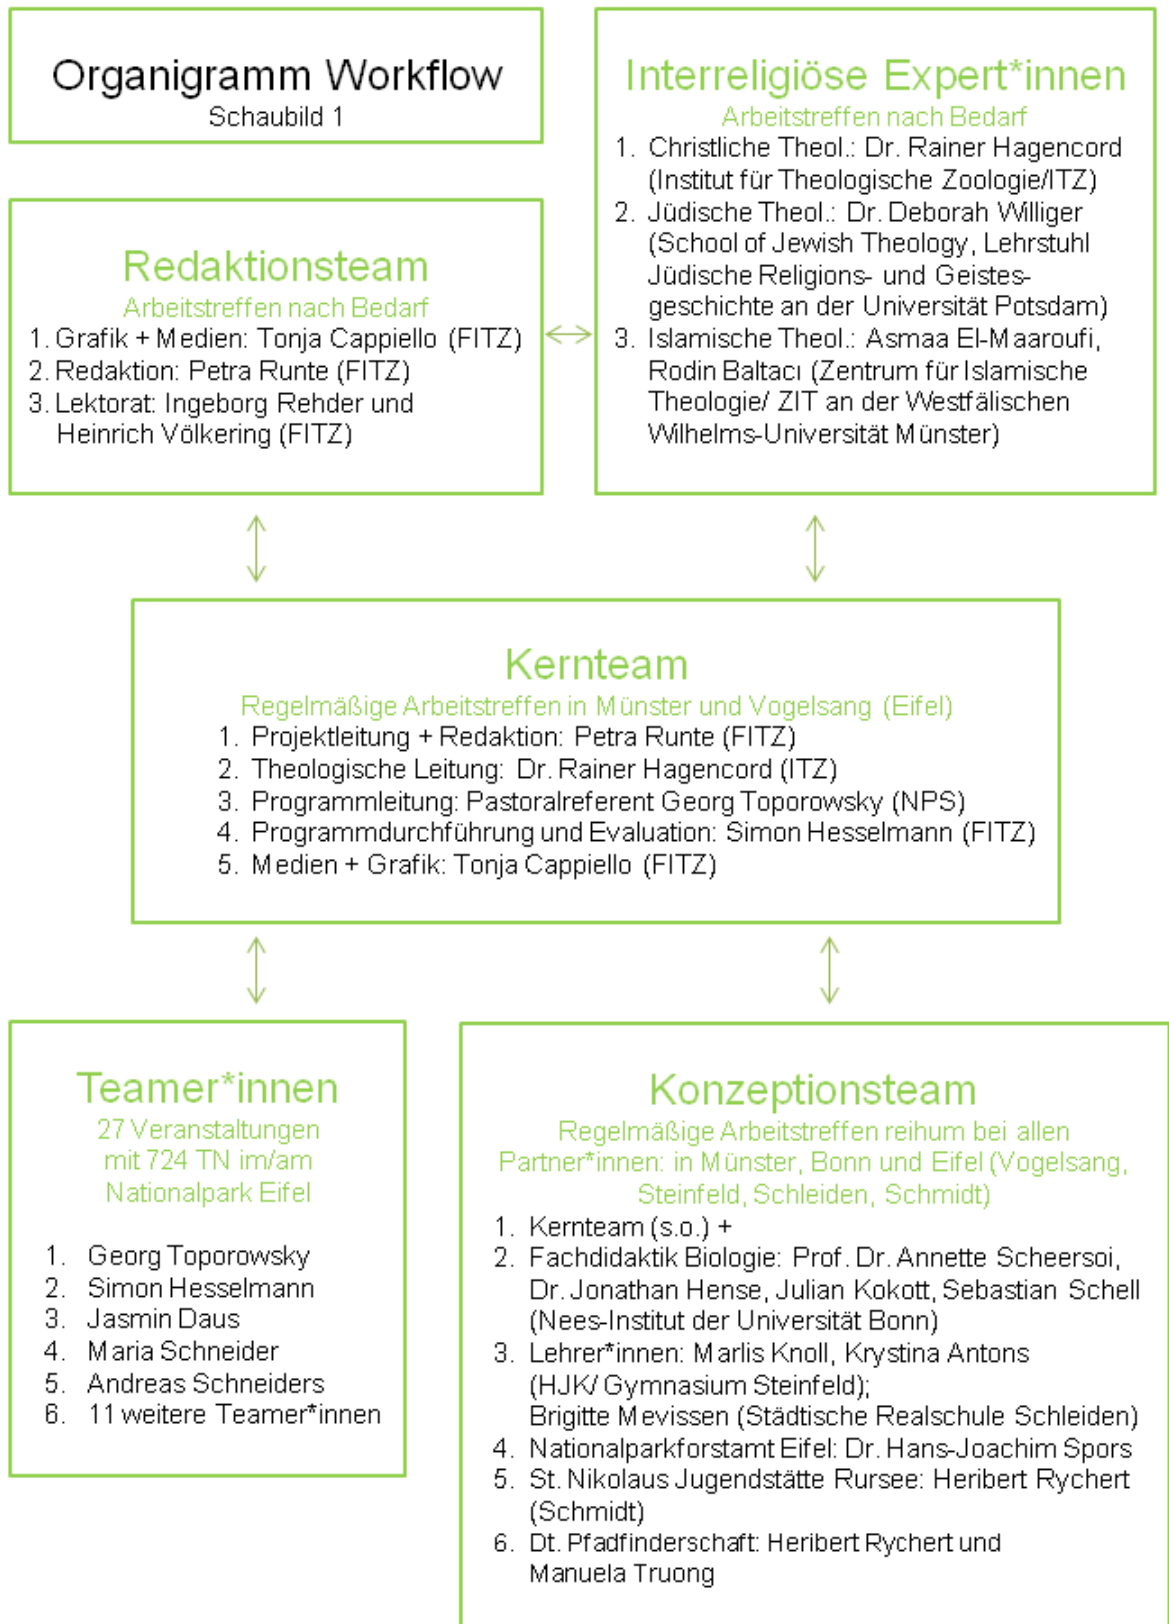 Organigramm Workflow
Schaubild 1
Interreligiöse Expert*innen
Arbeitstreffen nach Bedarf
1. Christliche Theol.: Dr. Rainer Hagencord
(Institut für Theologische Zoologie/ITZ)
2. Jüdische Theol.: Dr. Deborah Williger
(School of Jewish Theology, Lehrstuhl
Jüdische Religions- und Geistes-
geschichte an der Universität Potsdam)
3. Islamische Theol.: Asmaa El-Maaroufi,
Rodin Baltacı (Zentrum für Islamische
Theologie/ ZIT an der Westfälischen
Wilhelms-Universität Münster)
Redaktionsteam
Arbeitstreffen nach Bedarf
1. Grafik + Medien: Tonja Cappiello (FITZ)
2. Redaktion: Petra Runte (FITZ)
3. Lektorat: Ingeborg Rehder und
Heinrich Völkering (FITZ)
Kernteam
Regelmäßige Arbeitstreffen in Münster und Vogelsang (Eifel)
1. Projektleitung + Redaktion: Petra Runte (FITZ)
2. Theologische Leitung: Dr. Rainer Hagencord (ITZ)
3. Programmleitung: Pastoralreferent Georg Toporowsky (NPS)
4. Programmdurchführung und Evaluation: Simon Hesselmann (FITZ)
5. Medien + Grafik: Tonja Cappiello (FITZ)
Teamer*innen
27 Veranstaltungen
mit 724 TN im/am
Nationalpark Eifel
1. Georg Toporowsky
2. Simon Hesselmann
3. Jasmin Daus
4. Maria Schneider
5. Andreas Schneiders
6. 11 weitere Teamer*innen
Konzeptionsteam
Regelmäßige Arbeitstreffen reihum bei allen
Partner*innen: in Münster, Bonn und Eifel (Vogelsang,
Steinfeld, Schleiden, Schmidt)
1. Kernteam (s.o.) +
2. Fachdidaktik Biologie: Prof. Dr. Annette Scheersoi,
Dr. Jonathan Hense, Julian Kokott, Sebastian Schell
(Nees-Institut der Universität Bonn)
3. Lehrer*innen: Marlis Knoll, Krystina Antons
(HJK/ Gymnasium Steinfeld);
Brigitte Mevissen (Städtische Realschule Schleiden)
4. Nationalparkforstamt Eifel: Dr. Hans-Joachim Spors
5. St. Nikolaus Jugendstätte Rursee: Heribert Rychert
(Schmidt)
6. Dt. Pfadfinderschaft: Heribert Rychert und
Manuela Truong